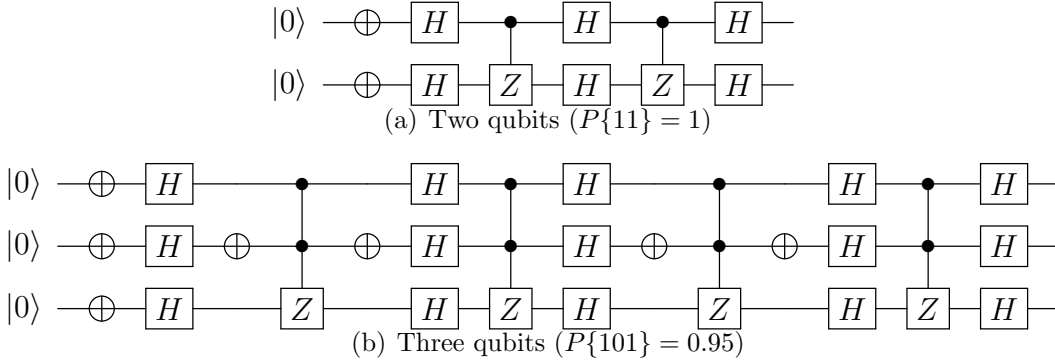 |0⟩ H H H
|0⟩ H Z H Z H
(a) Two qubits (P{11} = 1)
|0⟩ H H H H H
|0⟩ H H H H H
|0⟩ H Z H Z H Z H Z H
(b) Three qubits (P{101} = 0.95)